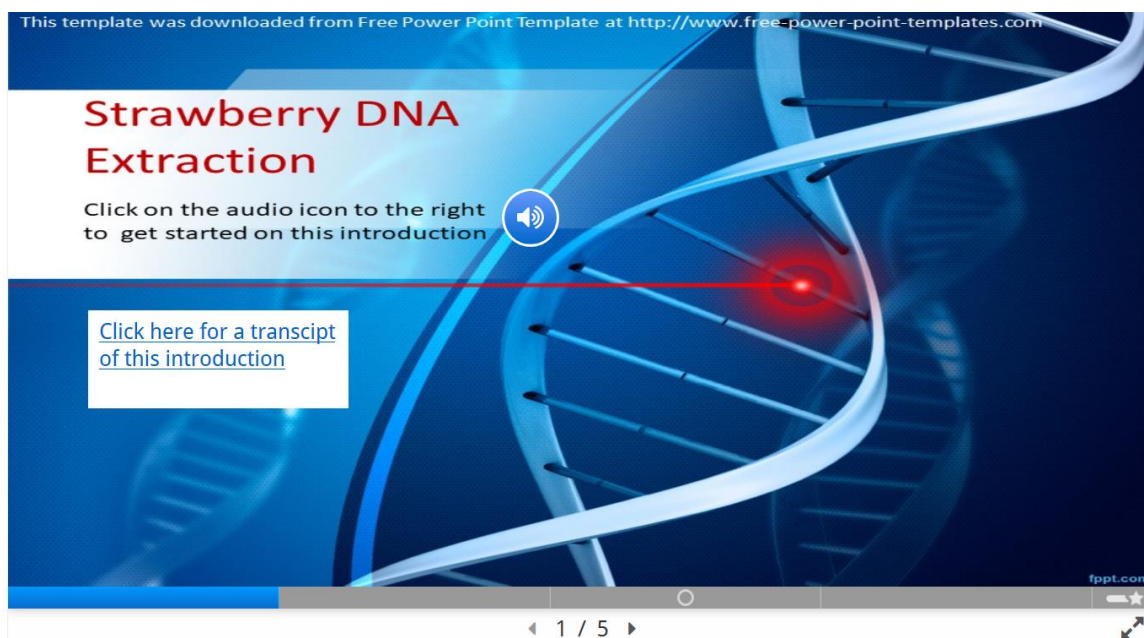 This template was downloaded from Free Power Point Template at http://www.free-power-point-templates.com
Strawberry DNA
Extraction
Click on the audio icon to the right
to get started on this introduction
Click here for a transcipt
of this introduction
fppt.com
1 / 5